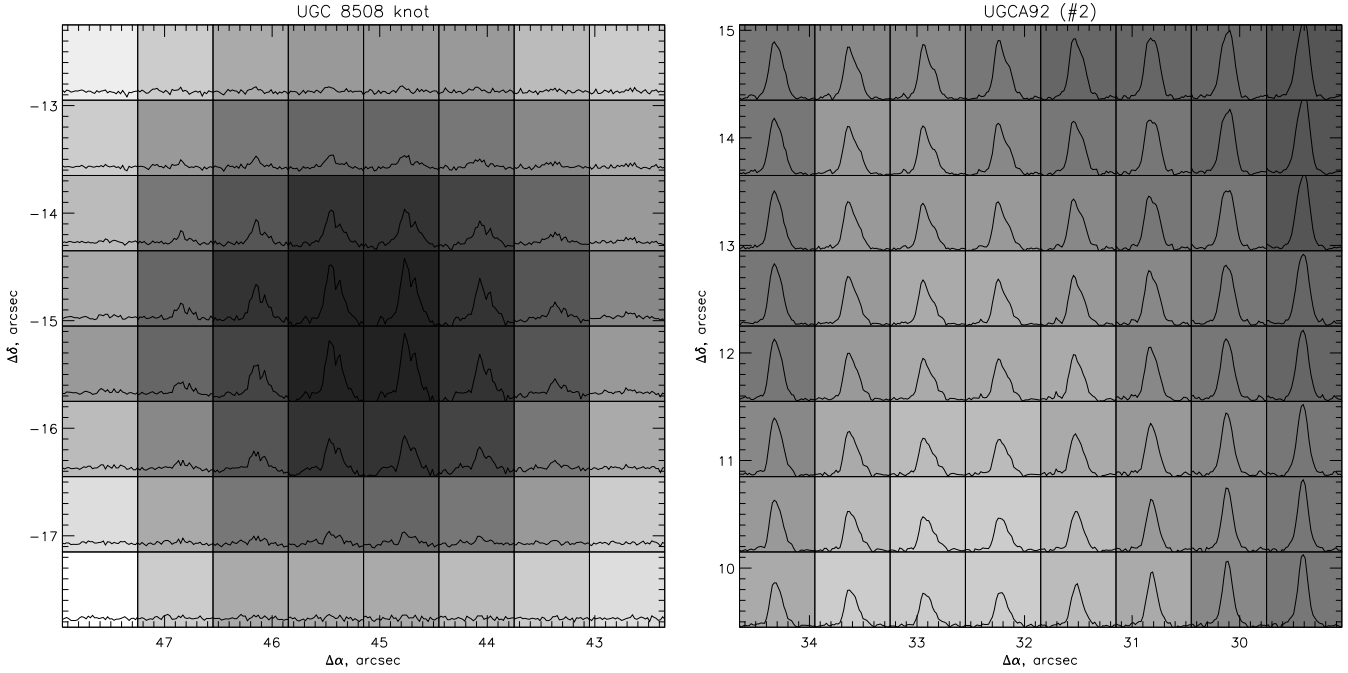 UGC 8508 knot
−13
−14
−15
−16
−17
Δδ, arcsec
47 46 45 44 43
Δα, arcsec
UGCA92 (#2)
15
14
13
12
11
10
Δδ, arcsec
34 33 32 31 30
Δα, arcsec